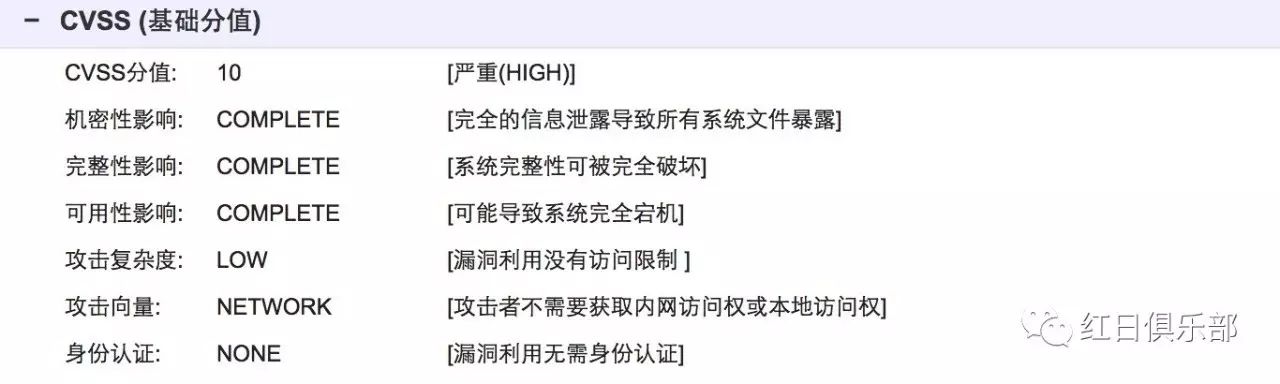 − CVSS (基础分值)
CVSS分值: 10 [严重(HIGH)]
机密性影响: COMPLETE [完全的信息泄露导致所有系统文件暴露]
完整性影响: COMPLETE [系统完整性可被完全破坏]
可用性影响: COMPLETE [可能导致系统完全宕机]
攻击复杂度: LOW [漏洞利用没有访问限制 ]
攻击向量: NETWORK [攻击者不需要获取内网访问权或本地访问权]
身份认证: NONE [漏洞利用无需身份认证]
红日俱乐部